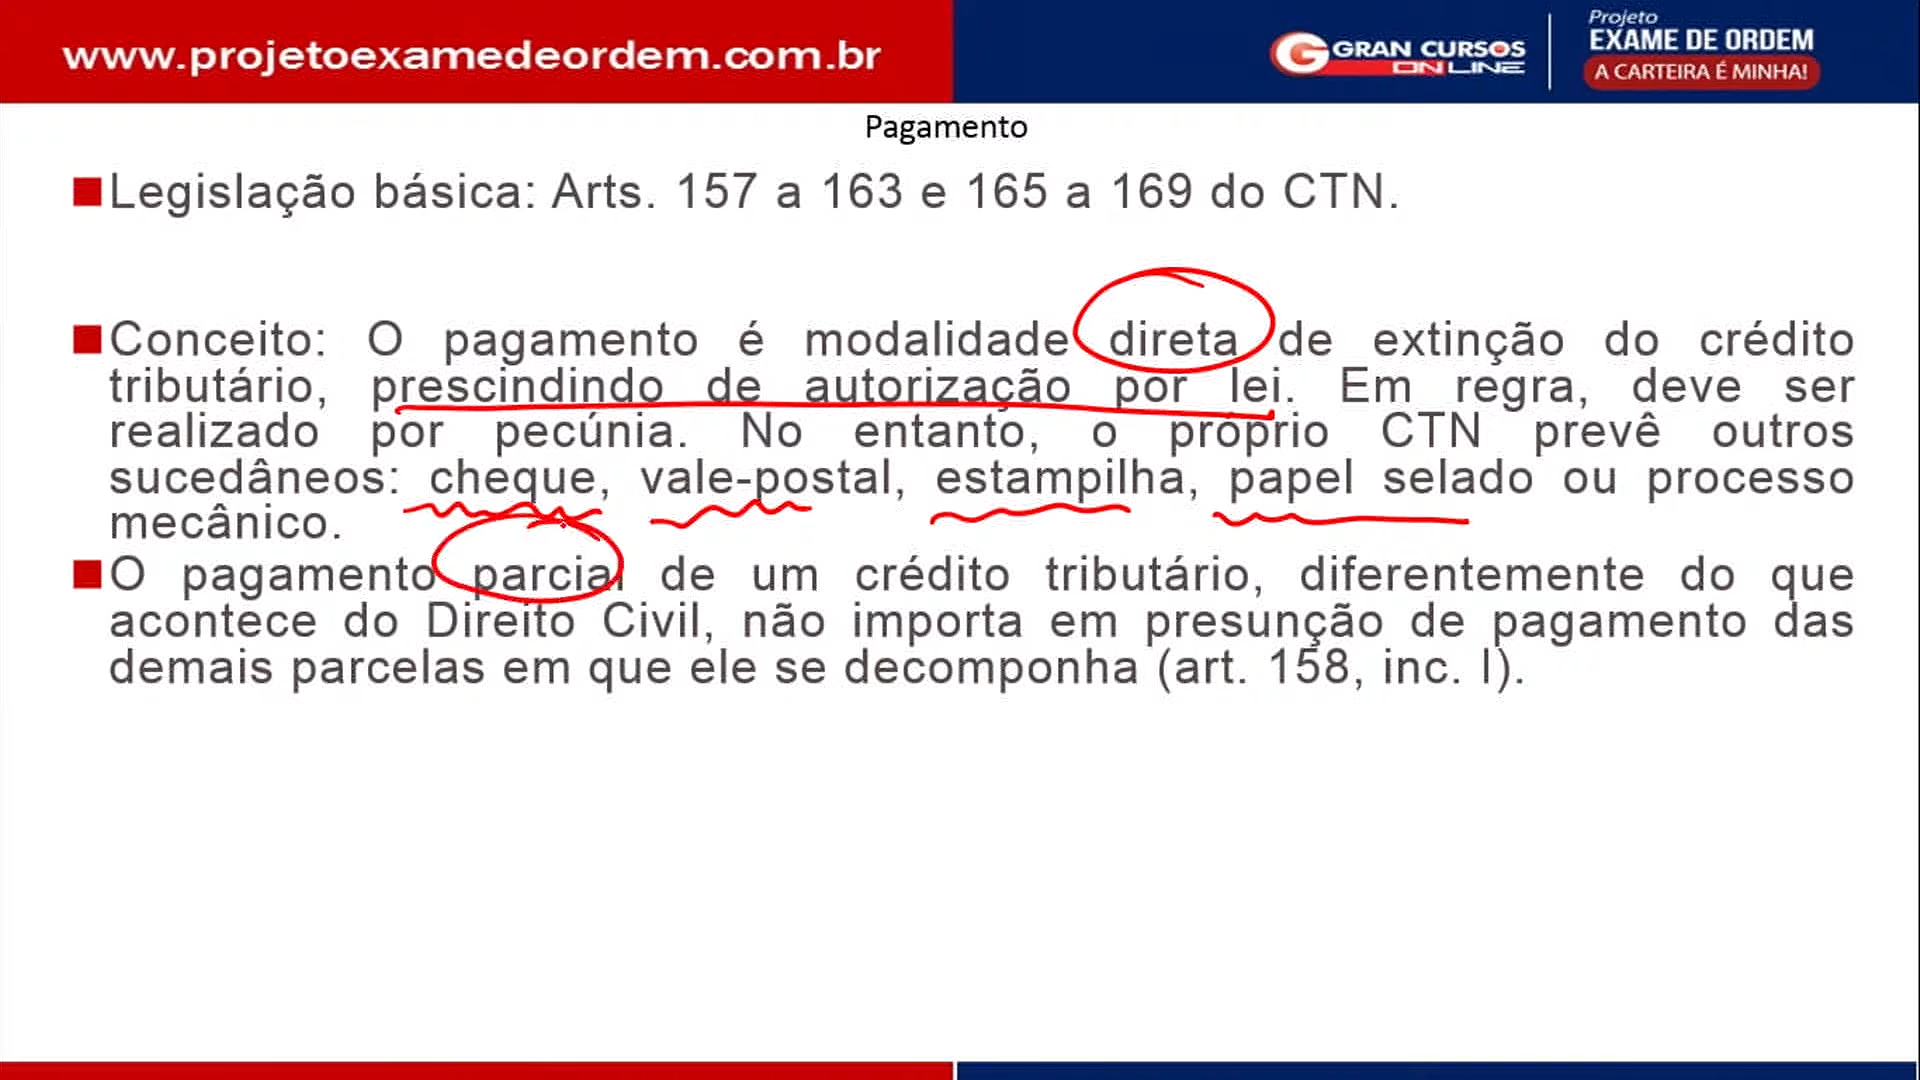 www.projetoexamedeordem.com.br
GRAN CURSOS
ONLINE
Projeto
EXAME DE ORDEM
A CARTEIRA É MINHA!
Pagamento
Legislação básica: Arts. 157 a 163 e 165 a 169 do CTN.
Conceito: O pagamento é modalidade direta de extinção do crédito
tributário, prescindindo de autorização por lei. Em regra, deve ser
realizado por pecúnia. No entanto, o próprio CTN prevê outros
sucedâneos: cheque, vale-postal, estampilha, papel selado ou processo
mecânico.
O pagamento parcial de um crédito tributário, diferentemente do que
acontece do Direito Civil, não importa em presunção de pagamento das
demais parcelas em que ele se decomponha (art. 158, inc. I).